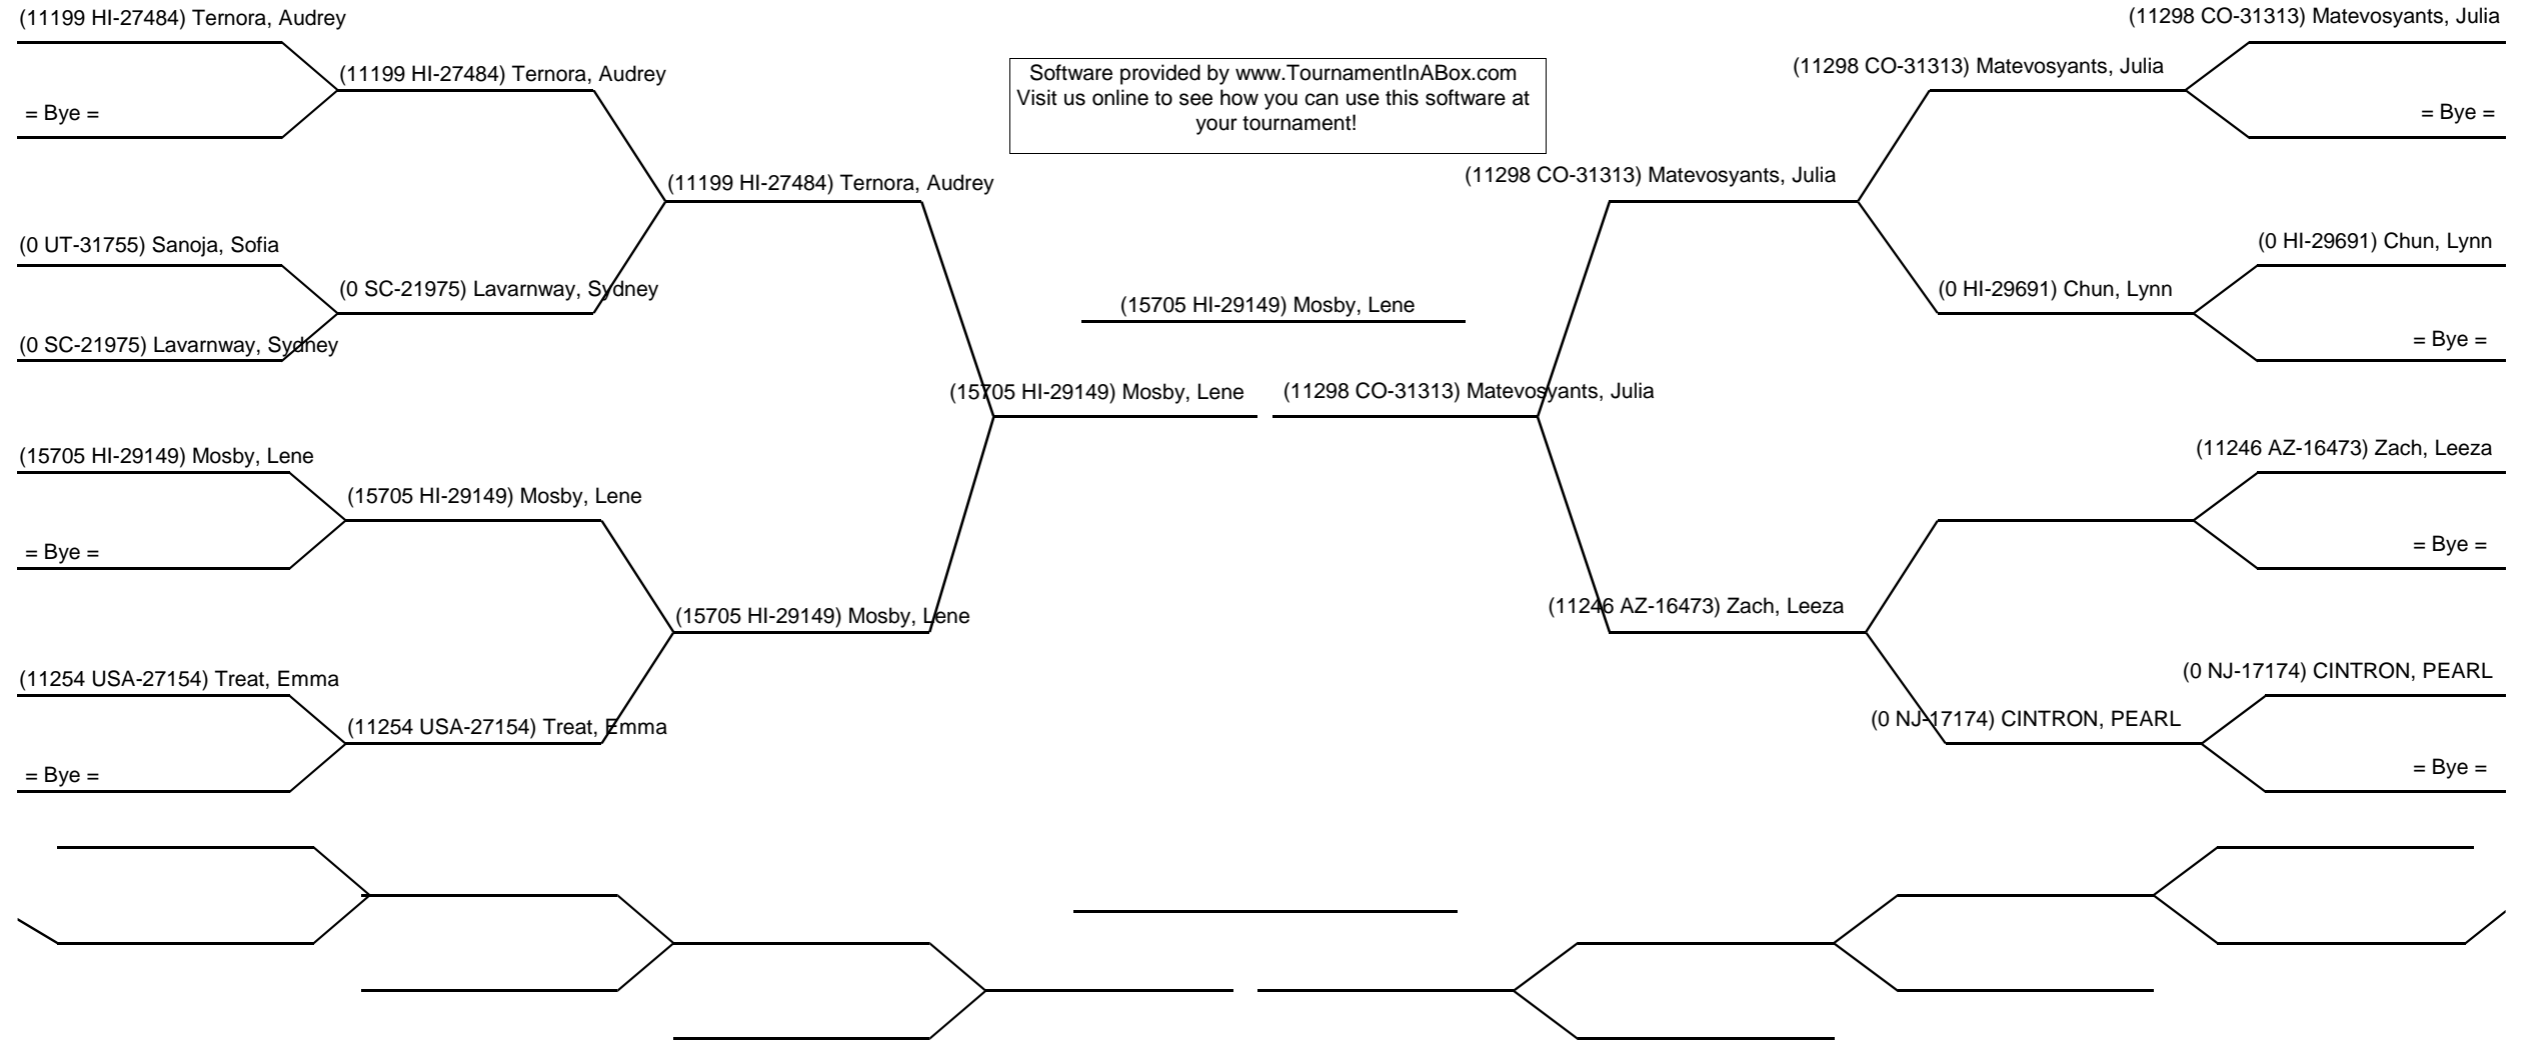 (11199 HI-27484) Ternora, Audrey
= Bye =
(0 UT-31755) Sanoja, Sofia
(0 SC-21975) Lavarnway, Sydney
(15705 HI-29149) Mosby, Lene
= Bye =
(11254 USA-27154) Treat, Emma
= Bye =
(11199 HI-27484) Ternora, Audrey
(0 SC-21975) Lavarnway, Sydney
(15705 HI-29149) Mosby, Lene
(11254 USA-27154) Treat, Emma
(11199 HI-27484) Ternora, Audrey
(15705 HI-29149) Mosby, Lene
(15705 HI-29149) Mosby, Lene
Software provided by www.TournamentInABox.com
Visit us online to see how you can use this software at
your tournament!
(15705 HI-29149) Mosby, Lene
(11298 CO-31313) Matevosyants, Julia
(11298 CO-31313) Matevosyants, Julia
(11246 AZ-16473) Zach, Leeza
(11298 CO-31313) Matevosyants, Julia
(0 HI-29691) Chun, Lynn
(0 NJ-17174) CINTRON, PEARL
(11298 CO-31313) Matevosyants, Julia
= Bye =
(0 HI-29691) Chun, Lynn
= Bye =
(11246 AZ-16473) Zach, Leeza
= Bye =
(0 NJ-17174) CINTRON, PEARL
= Bye =